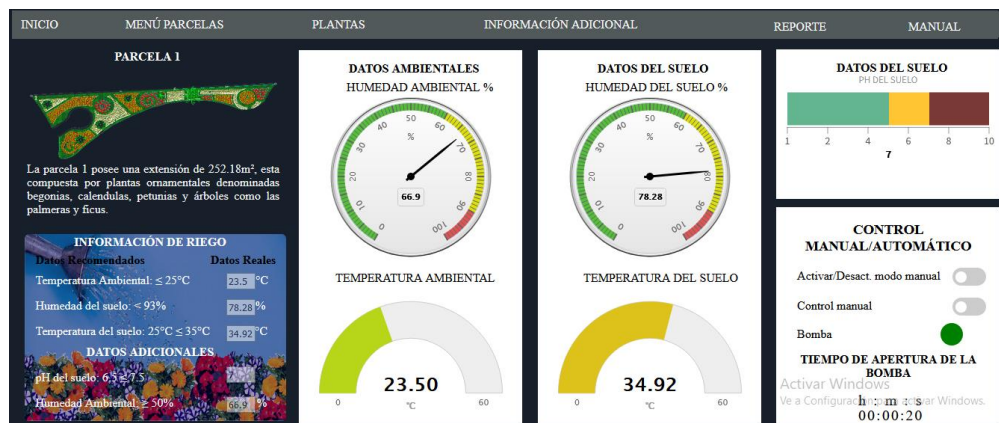 INICIO MENÚ PARCELAS PLANTAS INFORMACIÓN ADICIONAL REPORTE MANUAL
PARCELA 1
La parcela 1 posee una extensión de 252.18m², esta
compuesta por plantas ornamentales denominadas
begonias, calendulas, petunias y árboles como las
palmeras y ficus.
INFORMACIÓN DE RIEGO
Datos Recomendados Datos Reales
Temperatura Ambiental: ≤ 25°C 23.5 °C
Humedad del suelo: < 93% 78.28 %
Temperatura del suelo: 25°C ≤ 35°C 34.92 °C
DATOS ADICIONALES
pH del suelo: 6,5 ≤ 7.5
Humedad Ambiental: ≥ 50% 66.9 %
DATOS AMBIENTALES
HUMEDAD AMBIENTAL %
0 10 20 30 40 50 60 70 80 90 100
%
66.9
TEMPERATURA AMBIENTAL
23.50
0 °C 60
DATOS DEL SUELO
HUMEDAD DEL SUELO %
0 10 20 30 40 50 60 70 80 90 100
%
78.28
TEMPERATURA DEL SUELO
34.92
0 °C 60
DATOS DEL SUELO
PH DEL SUELO
1 2 4 6 8 10
7
CONTROL
MANUAL/AUTOMÁTICO
Activar/Desact. modo manual
Control manual
Bomba
TIEMPO DE APERTURA DE LA
BOMBA
Activar Windows
Ve a Configuración para activar Windows.
h : m : s
00:00:20